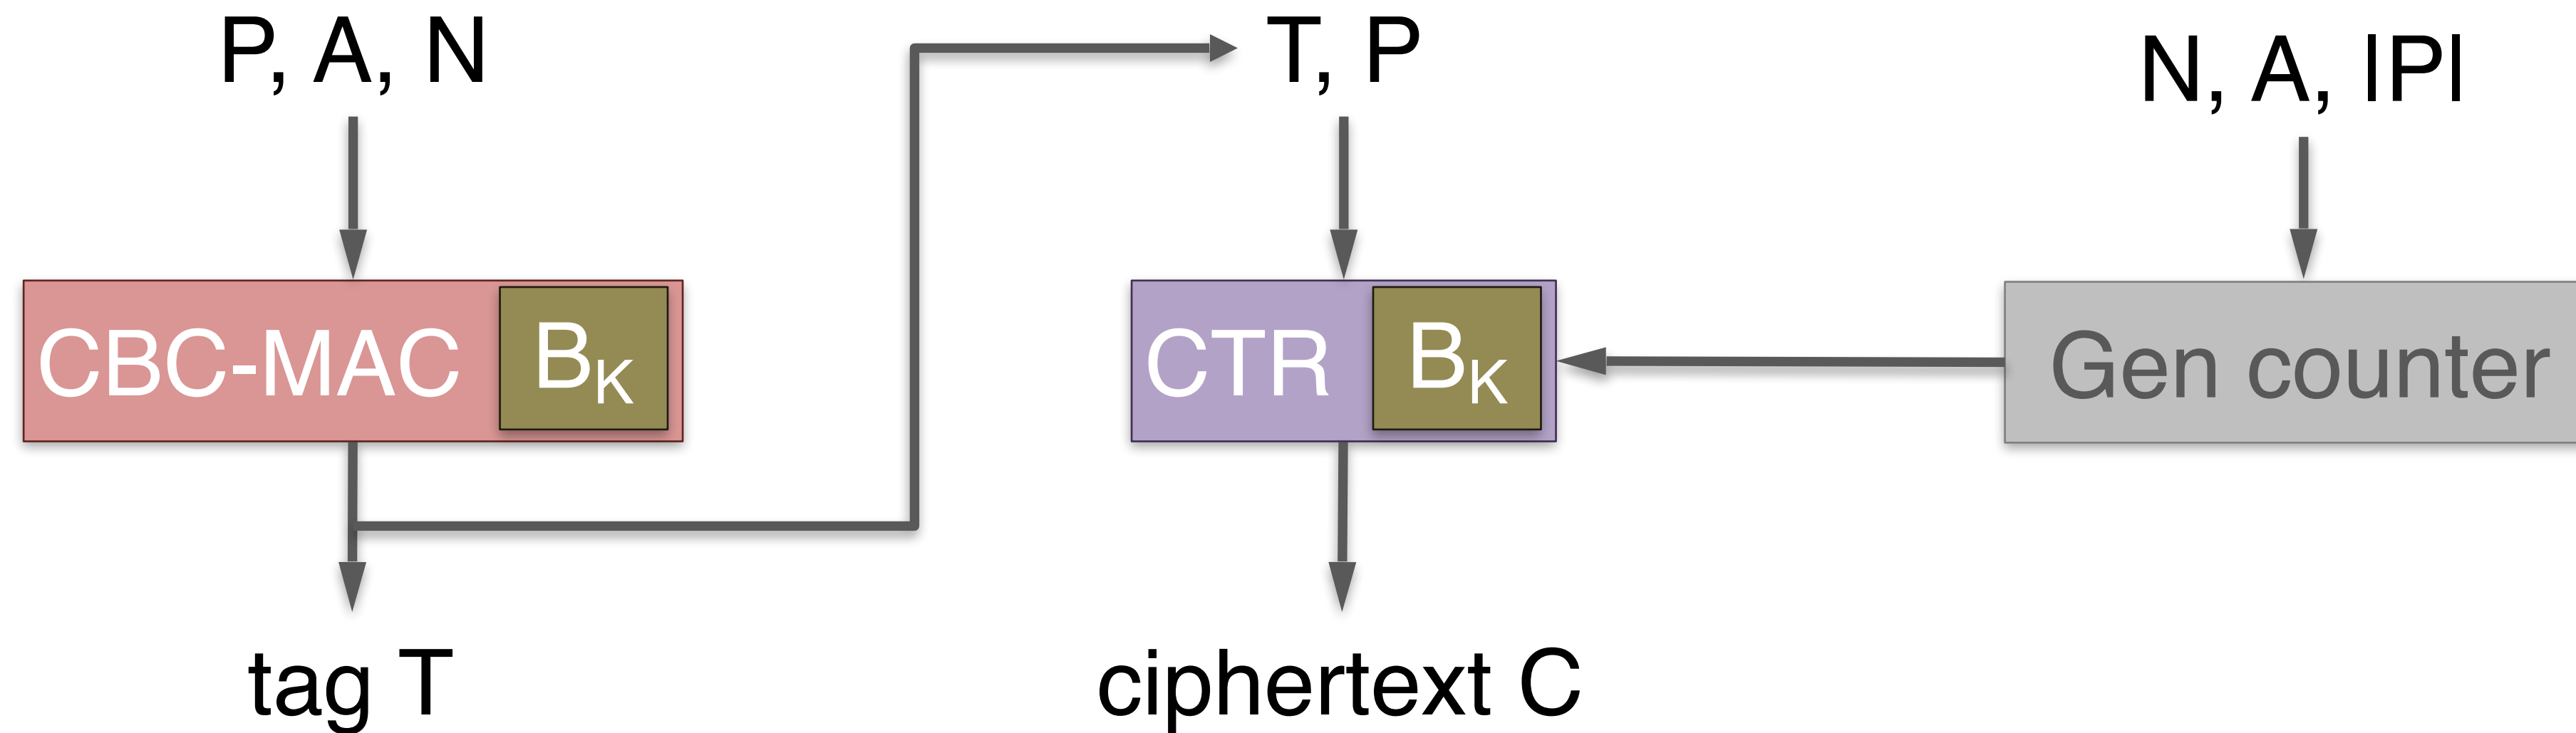 P, A, N
T, P
N, A, |P|
CBC-MAC
BK
CTR
BK
Gen counter
tag T
ciphertext C